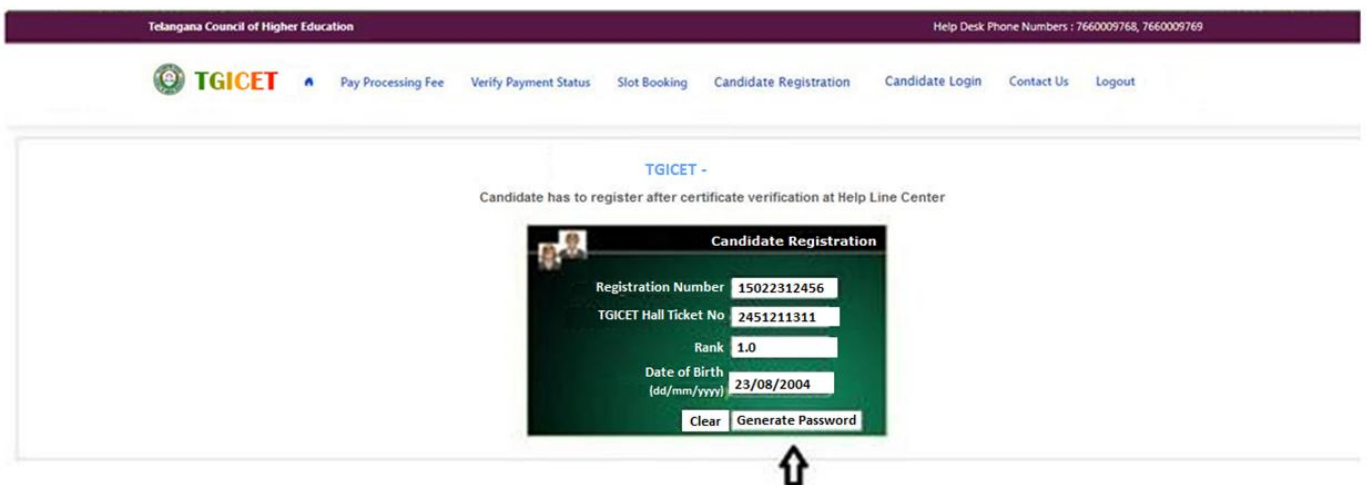 Telangana Council of Higher Education Help Desk Phone Numbers : 7660009768, 7660009769
TGICET Pay Processing Fee Verify Payment Status Slot Booking Candidate Registration Candidate Login Contact Us Logout
TGICET -
Candidate has to register after certificate verification at Help Line Center
Candidate Registration
Registration Number 15022312456
TGICET Hall Ticket No 2451211311
Rank 1.0
Date of Birth
(dd/mm/yyyy) 23/08/2004
Clear Generate Password